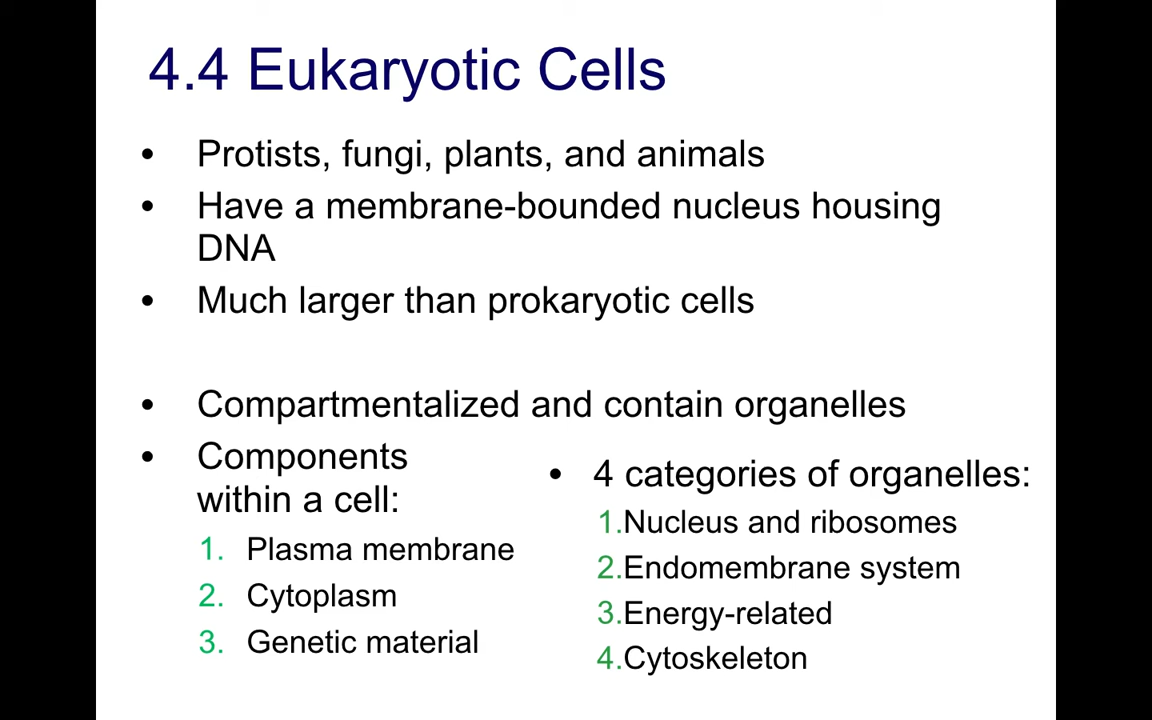 4.4 Eukaryotic Cells
• Protists, fungi, plants, and animals
• Have a membrane-bounded nucleus housing
DNA
• Much larger than prokaryotic cells
• Compartmentalized and contain organelles
• Components
within a cell:
1. Plasma membrane
2. Cytoplasm
3. Genetic material
• 4 categories of organelles:
1.Nucleus and ribosomes
2.Endomembrane system
3.Energy-related
4.Cytoskeleton